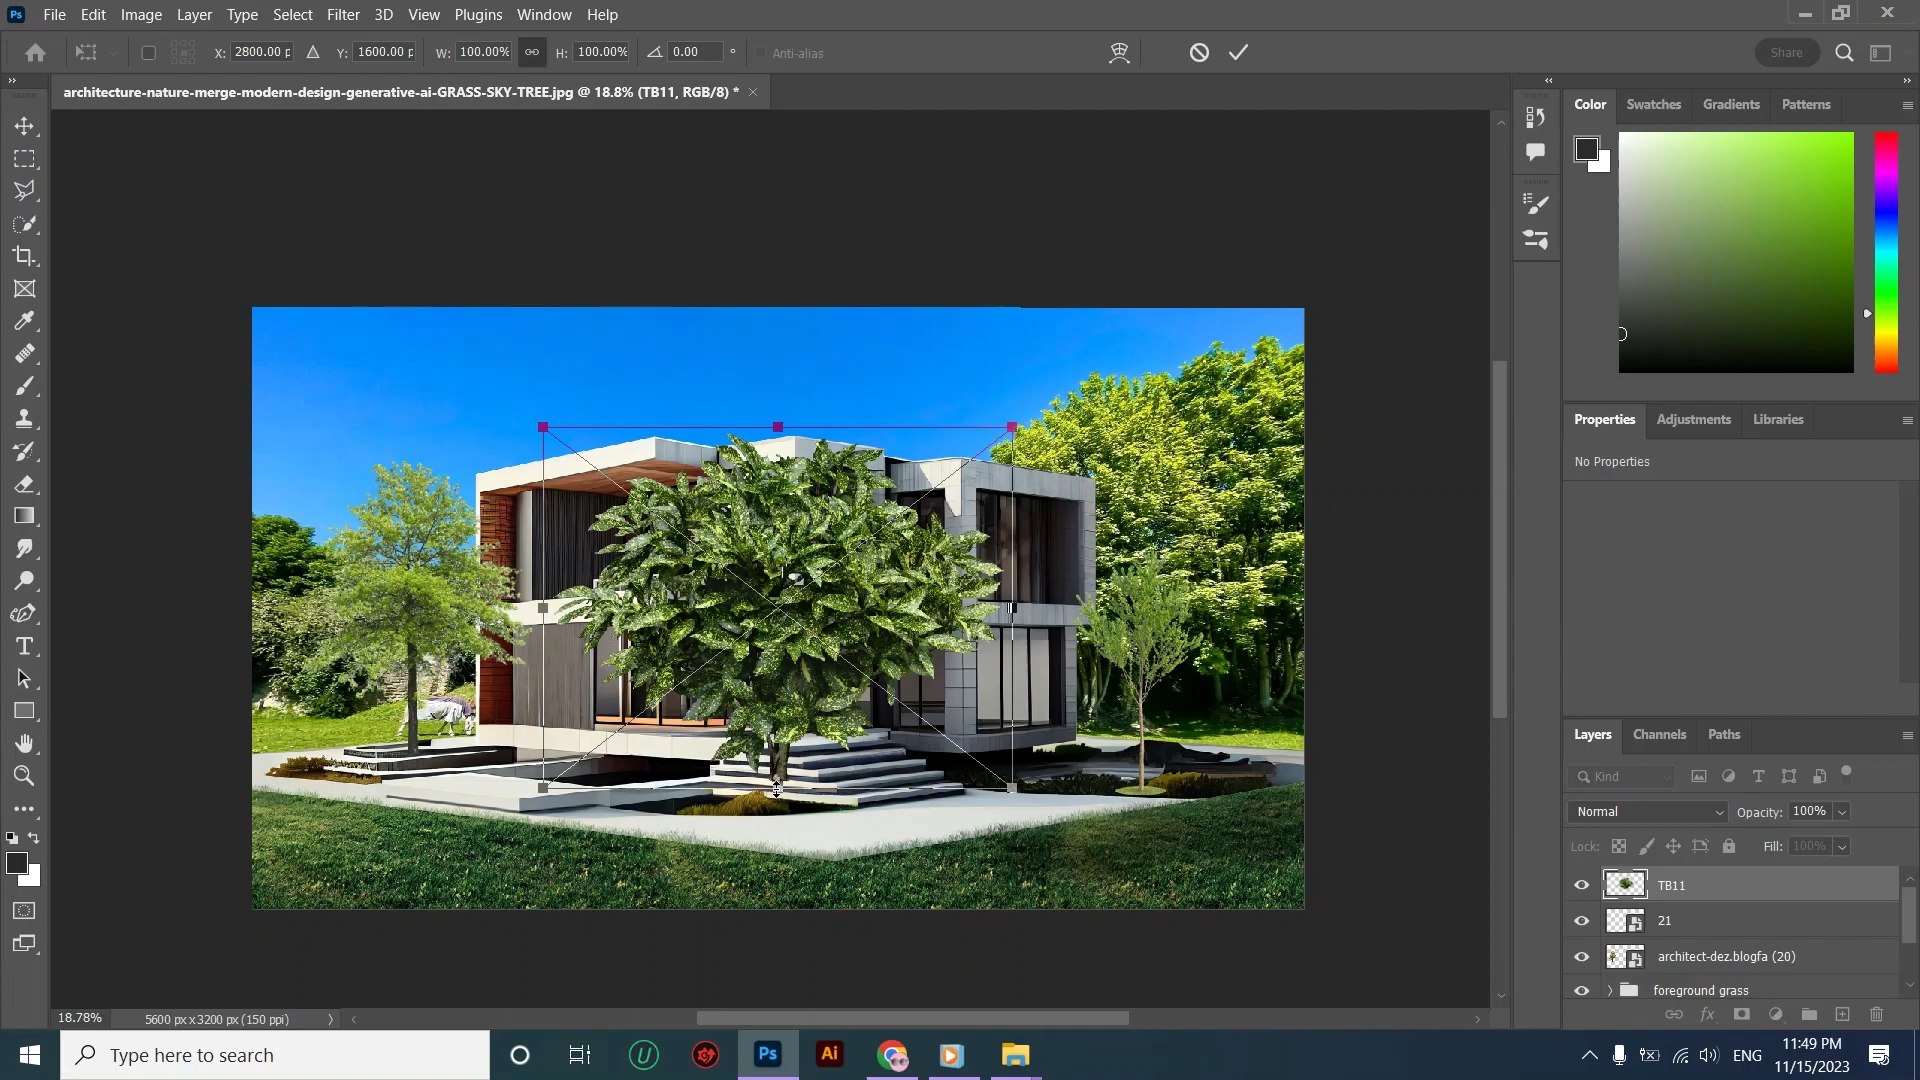 Ps File Edit Image Layer Type Select Filter 3D View Plugins Window Help
X: 2800.00 p Y: 1600.00 p W: 100.00% H: 100.00% 0.00 ° Anti-alias Share
architecture-nature-merge-modern-design-generative-ai-GRASS-SKY-TREE.jpg @ 18.8% (TB11, RGB/8) *
Color Swatches Gradients Patterns
Properties Adjustments Libraries
No Properties
Layers Channels Paths
Kind
Normal Opacity: 100%
Lock: Fill: 100%
TB11
21
architect-dez.blogfa (20)
foreground grass
18.78% 5600 px x 3200 px (150 ppi)
Type here to search
Ps Ai
ENG
11:49 PM
11/15/2023